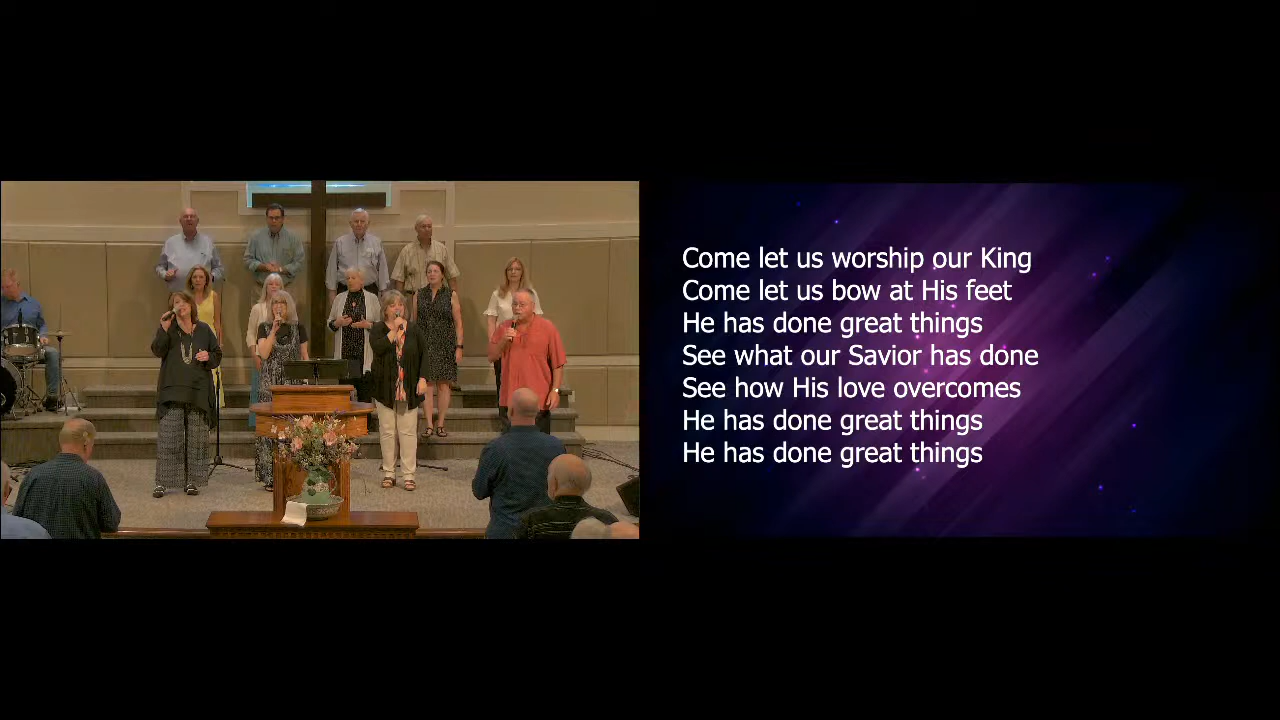 Come let us worship our King
Come let us bow at His feet
He has done great things
See what our Savior has done
See how His love overcomes
He has done great things
He has done great things